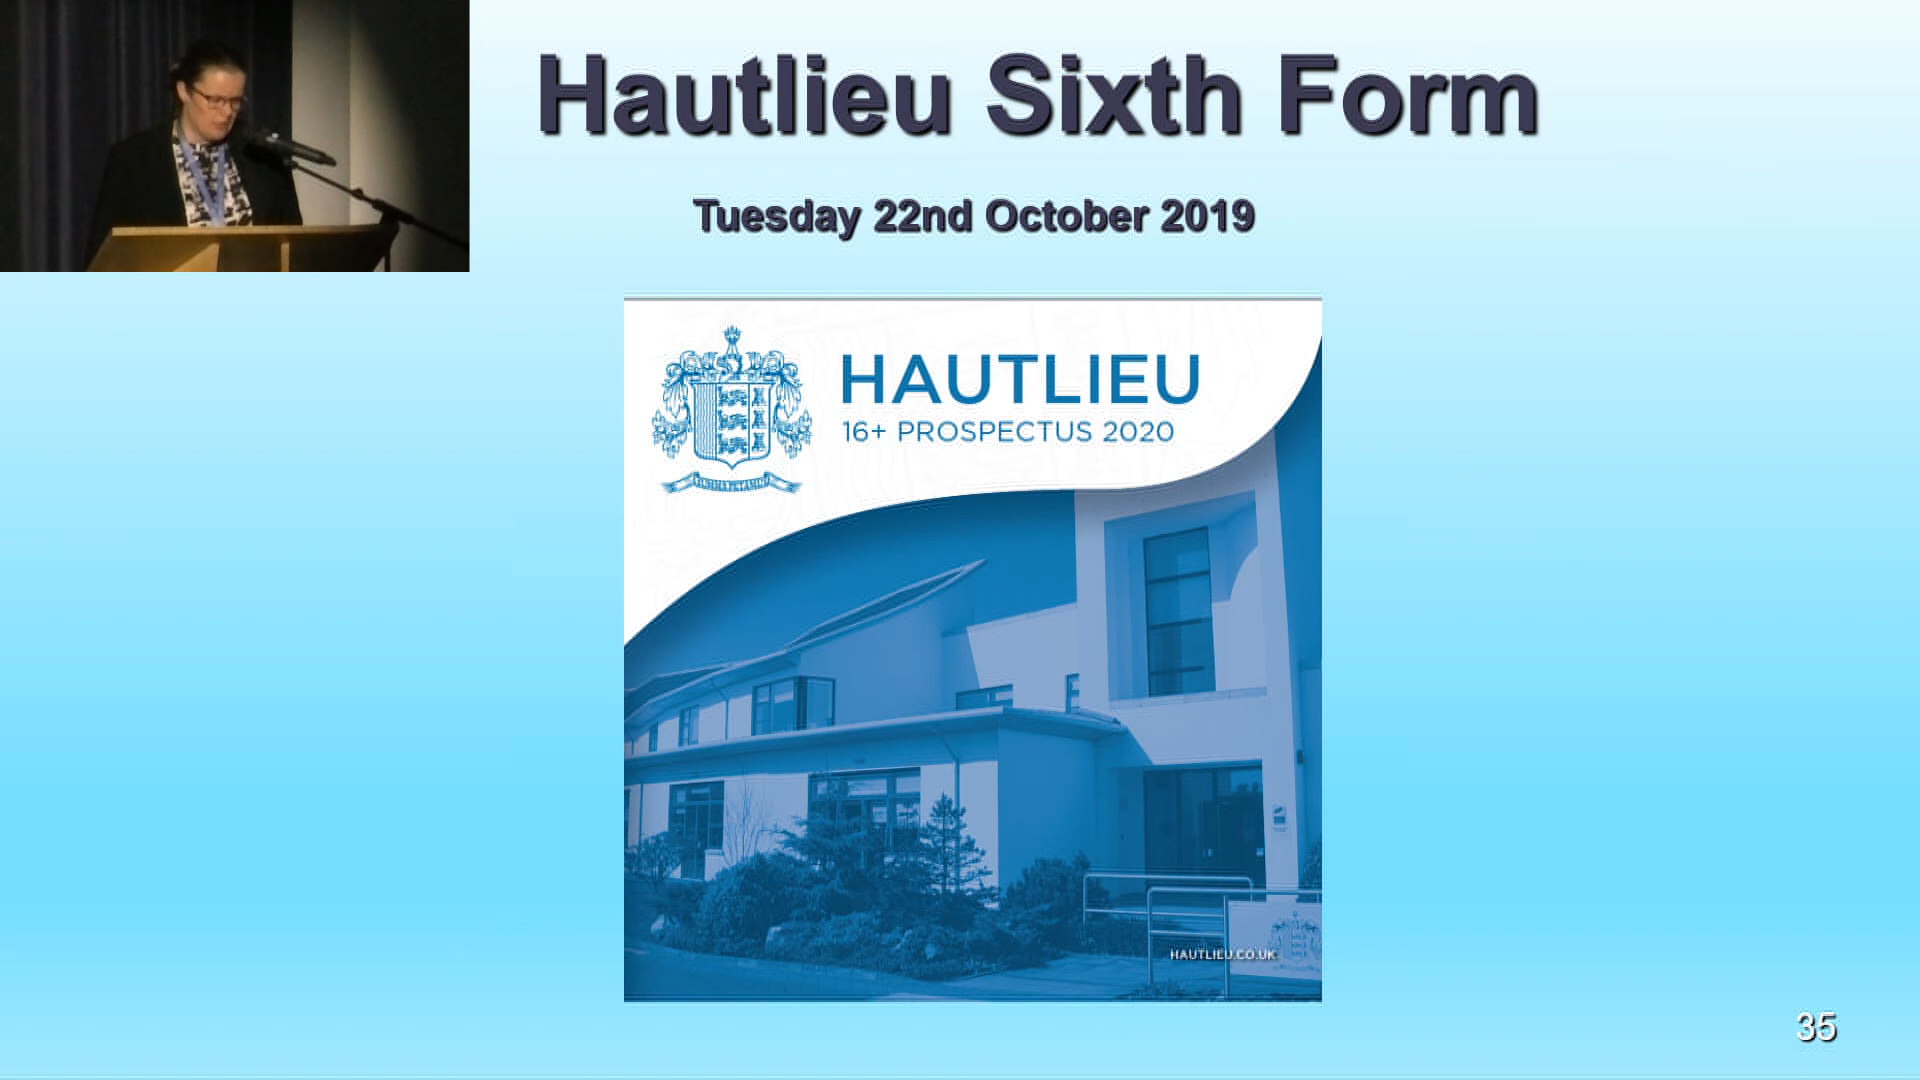 Hautlieu Sixth Form
Tuesday 22nd October 2019
HAUTLIEU
16+ PROSPECTUS 2020
HAUTLIEU.CO.UK
35